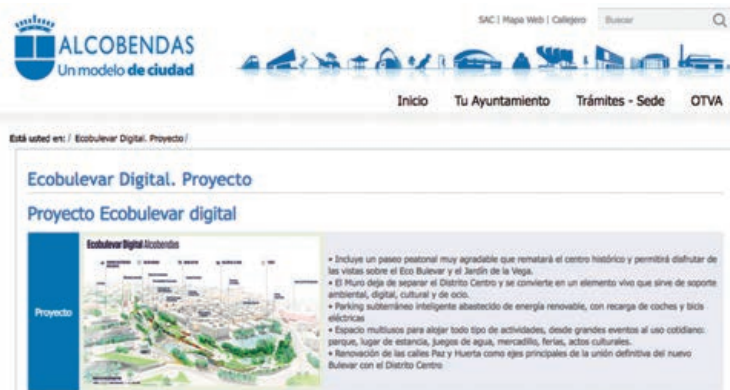 SAC | Mapa Web | Callejero
Buscar
ALCOBENDAS
Un modelo de ciudad
Inicio Tu Ayuntamiento Trámites - Sede OTVA
Está usted en: / Ecobulevar Digital. Proyecto/
Ecobulevar Digital. Proyecto
Proyecto Ecobulevar digital
Proyecto
Ecobulevar Digital Alcobendas
• Incluye un paseo peatonal muy agradable que rematará el centro histórico y permitirá disfrutar de
las vistas sobre el Eco Bulevar y el Jardín de la Vega.
• El Muro deja de separar el Distrito Centro y se convierte en un elemento vivo que sirve de soporte
ambiental, digital, cultural y de ocio.
• Parking subterráneo inteligente abastecido de energía renovable, con recarga de coches y bicis
eléctricas
• Espacio multiusos para alojar todo tipo de actividades, desde grandes eventos al uso cotidiano:
parque, lugar de estancia, juegos de agua, mercadillo, ferias, actos culturales.
• Renovación de las calles Paz y Huerta como ejes principales de la unión definitiva del nuevo
Bulevar con el Distrito Centro